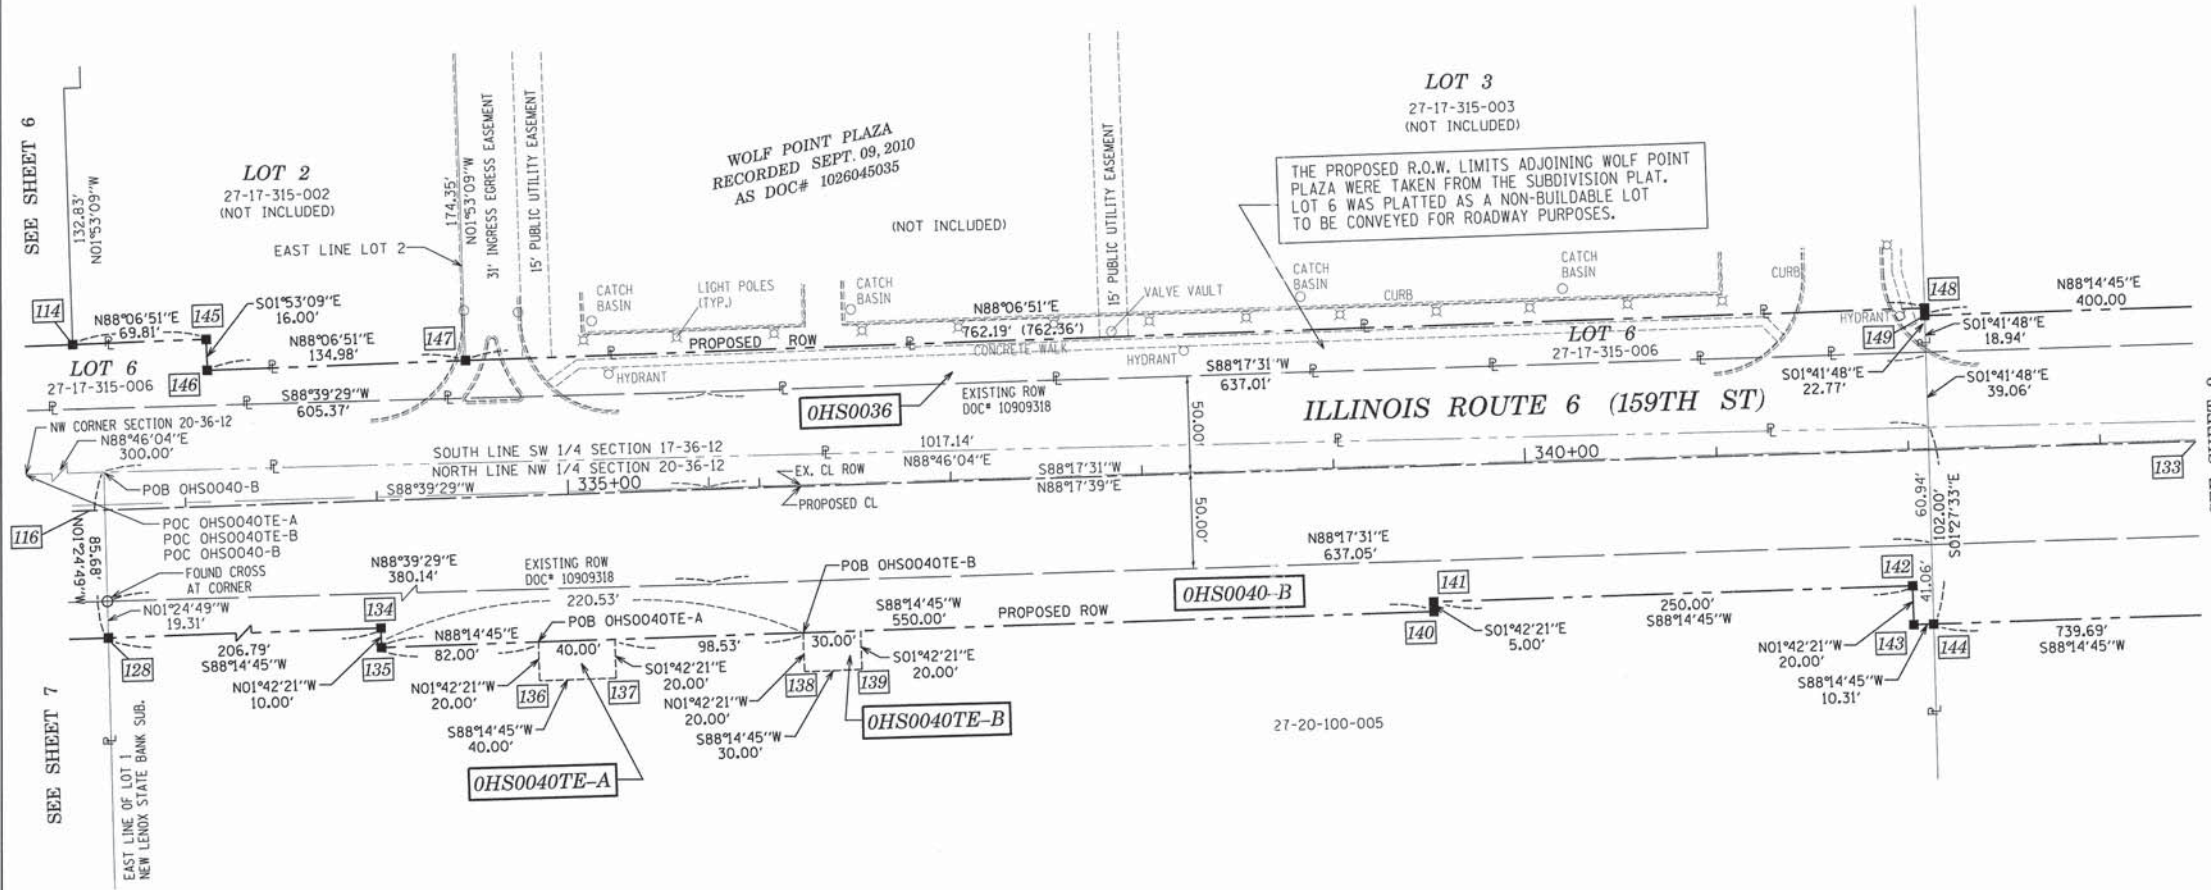 SEE SHEET 6
132.83'
N01°53'09"W
LOT 2
27-17-315-002
(NOT INCLUDED)
EAST LINE LOT 2
174.35'
N01°53'09"W
31' INGRESS EGRESS EASEMENT
15' PUBLIC UTILITY EASEMENT
WOLF POINT PLAZA
RECORDED SEPT. 09, 2010
AS DOC# 1026045035
(NOT INCLUDED)
15' PUBLIC UTILITY EASEMENT
LOT 3
27-17-315-003
(NOT INCLUDED)
THE PROPOSED R.O.W. LIMITS ADJOINING WOLF POINT
PLAZA WERE TAKEN FROM THE SUBDIVISION PLAT.
LOT 6 WAS PLATTED AS A NON-BUILDABLE LOT
TO BE CONVEYED FOR ROADWAY PURPOSES.
114
N88°06'51"E
69.81'
145
S01°53'09"E
16.00'
N88°06'51"E
134.98'
146
147
CATCH
BASIN
LIGHT POLES
(TYP.)
CATCH
BASIN
N88°06'51"E
762.19' (762.36')
VALVE VAULT
CATCH
BASIN
CURB
CATCH
BASIN
CURB
148
N88°14'45"E
400.00
HYDRANT
149
S01°41'48"E
18.94'
LOT 6
27-17-315-006
PROPOSED ROW
CONCRETE WALK
HYDRANT
HYDRANT
LOT 6
27-17-315-006
S01°41'48"E
22.77'
S01°41'48"E
39.06'
S88°39'29"W
605.37'
0HS0036
EXISTING ROW
DOC# 10909318
S88°17'31"W
637.01'
50.00'
ILLINOIS ROUTE 6 (159TH ST)
NW CORNER SECTION 20-36-12
N88°46'04"E
300.00'
SOUTH LINE SW 1/4 SECTION 17-36-12
NORTH LINE NW 1/4 SECTION 20-36-12
1017.14'
N88°46'04"E
EX. CL ROW
S88°17'31"W
N88°17'39"E
340+00
133
POB OHS0040-B
S88°39'29"W
335+00
PROPOSED CL
116
N01°24'49"W
85.68'
POC OHS0040TE-A
POC OHS0040TE-B
POC OHS0040-B
50.00'
60.94'
102.00'
S01°27'33"E
FOUND CROSS
AT CORNER
N88°39'29"E
380.14'
EXISTING ROW
DOC# 10909318
POB OHS0040TE-B
N88°17'31"E
637.05'
N01°24'49"W
19.31'
134
220.53'
POB OHS0040TE-A
S88°14'45"W
550.00'
PROPOSED ROW
0HS0040-B
141
142
41.06'
128
206.79'
S88°14'45"W
135
N88°14'45"E
82.00'
40.00'
98.53'
30.00'
140
S01°42'21"E
5.00'
250.00'
S88°14'45"W
143
144
739.69'
S88°14'45"W
N01°42'21"W
10.00'
N01°42'21"W
20.00'
136
137
S01°42'21"E
20.00'
N01°42'21"W
20.00'
138
139
S01°42'21"E
20.00'
N01°42'21"W
20.00'
S88°14'45"W
10.31'
S88°14'45"W
40.00'
S88°14'45"W
30.00'
0HS0040TE-B
27-20-100-005
0HS0040TE-A
SEE SHEET 7
EAST LINE OF LOT 1
NEW LENOX STATE BANK SUB.